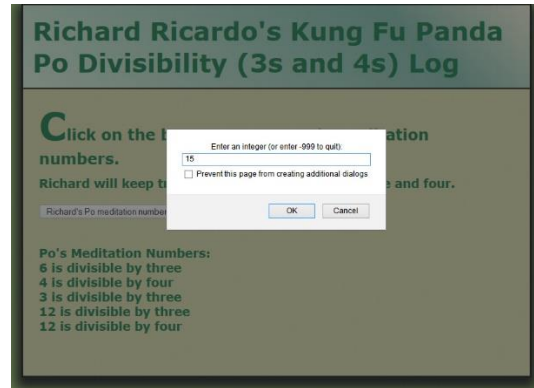 Richard Ricardo's Kung Fu Panda
Po Divisibility (3s and 4s) Log
Click on the
numbers.
Richard will keep and four.
Richard's Po meditation number
Enter an integer (or enter -999 to quit):
15
Prevent this page from creating additional dialogs
OK Cancel
Po's Meditation Numbers:
6 is divisible by three
4 is divisible by four
3 is divisible by three
12 is divisible by three
12 is divisible by four